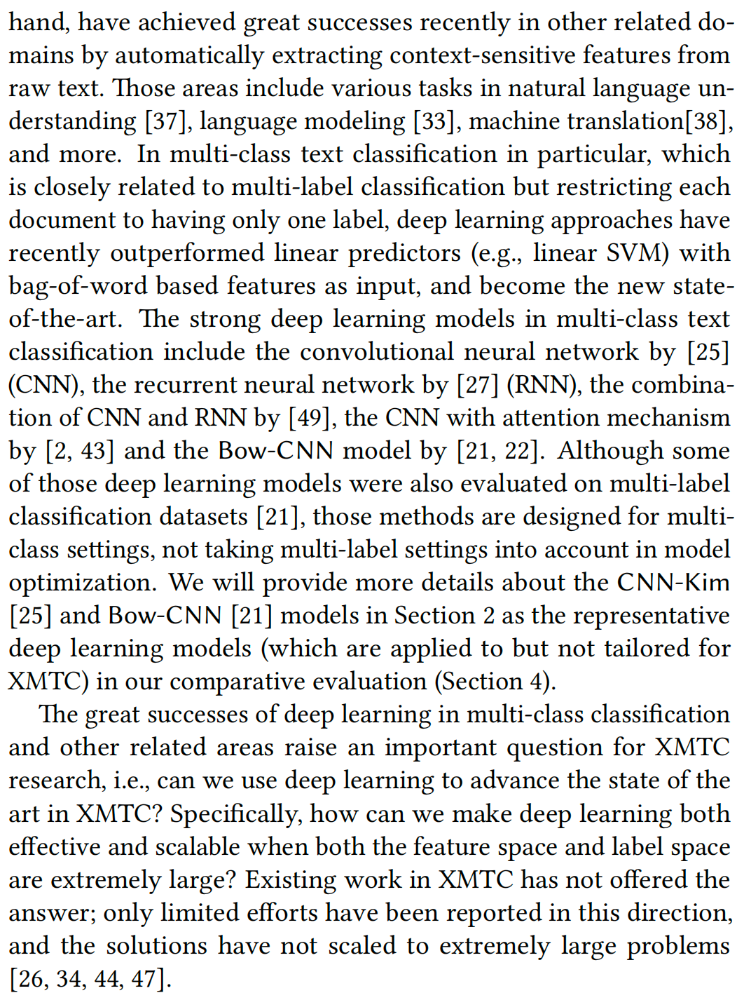 hand, have achieved great successes recently in other related do-
mains by automatically extracting context-sensitive features from
raw text. Those areas include various tasks in natural language un-
derstanding [37], language modeling [33], machine translation[38],
and more. In multi-class text classification in particular, which
is closely related to multi-label classification but restricting each
document to having only one label, deep learning approaches have
recently outperformed linear predictors (e.g., linear SVM) with
bag-of-word based features as input, and become the new state-
of-the-art. The strong deep learning models in multi-class text
classification include the convolutional neural network by [25]
(CNN), the recurrent neural network by [27] (RNN), the combina-
tion of CNN and RNN by [49], the CNN with attention mechanism
by [2, 43] and the Bow-CNN model by [21, 22]. Although some
of those deep learning models were also evaluated on multi-label
classification datasets [21], those methods are designed for multi-
class settings, not taking multi-label settings into account in model
optimization. We will provide more details about the CNN-Kim
[25] and Bow-CNN [21] models in Section 2 as the representative
deep learning models (which are applied to but not tailored for
XMTC) in our comparative evaluation (Section 4).
The great successes of deep learning in multi-class classification
and other related areas raise an important question for XMTC
research, i.e., can we use deep learning to advance the state of the
art in XMTC? Specifically, how can we make deep learning both
effective and scalable when both the feature space and label space
are extremely large? Existing work in XMTC has not offered the
answer; only limited efforts have been reported in this direction,
and the solutions have not scaled to extremely large problems
[26, 34, 44, 47].